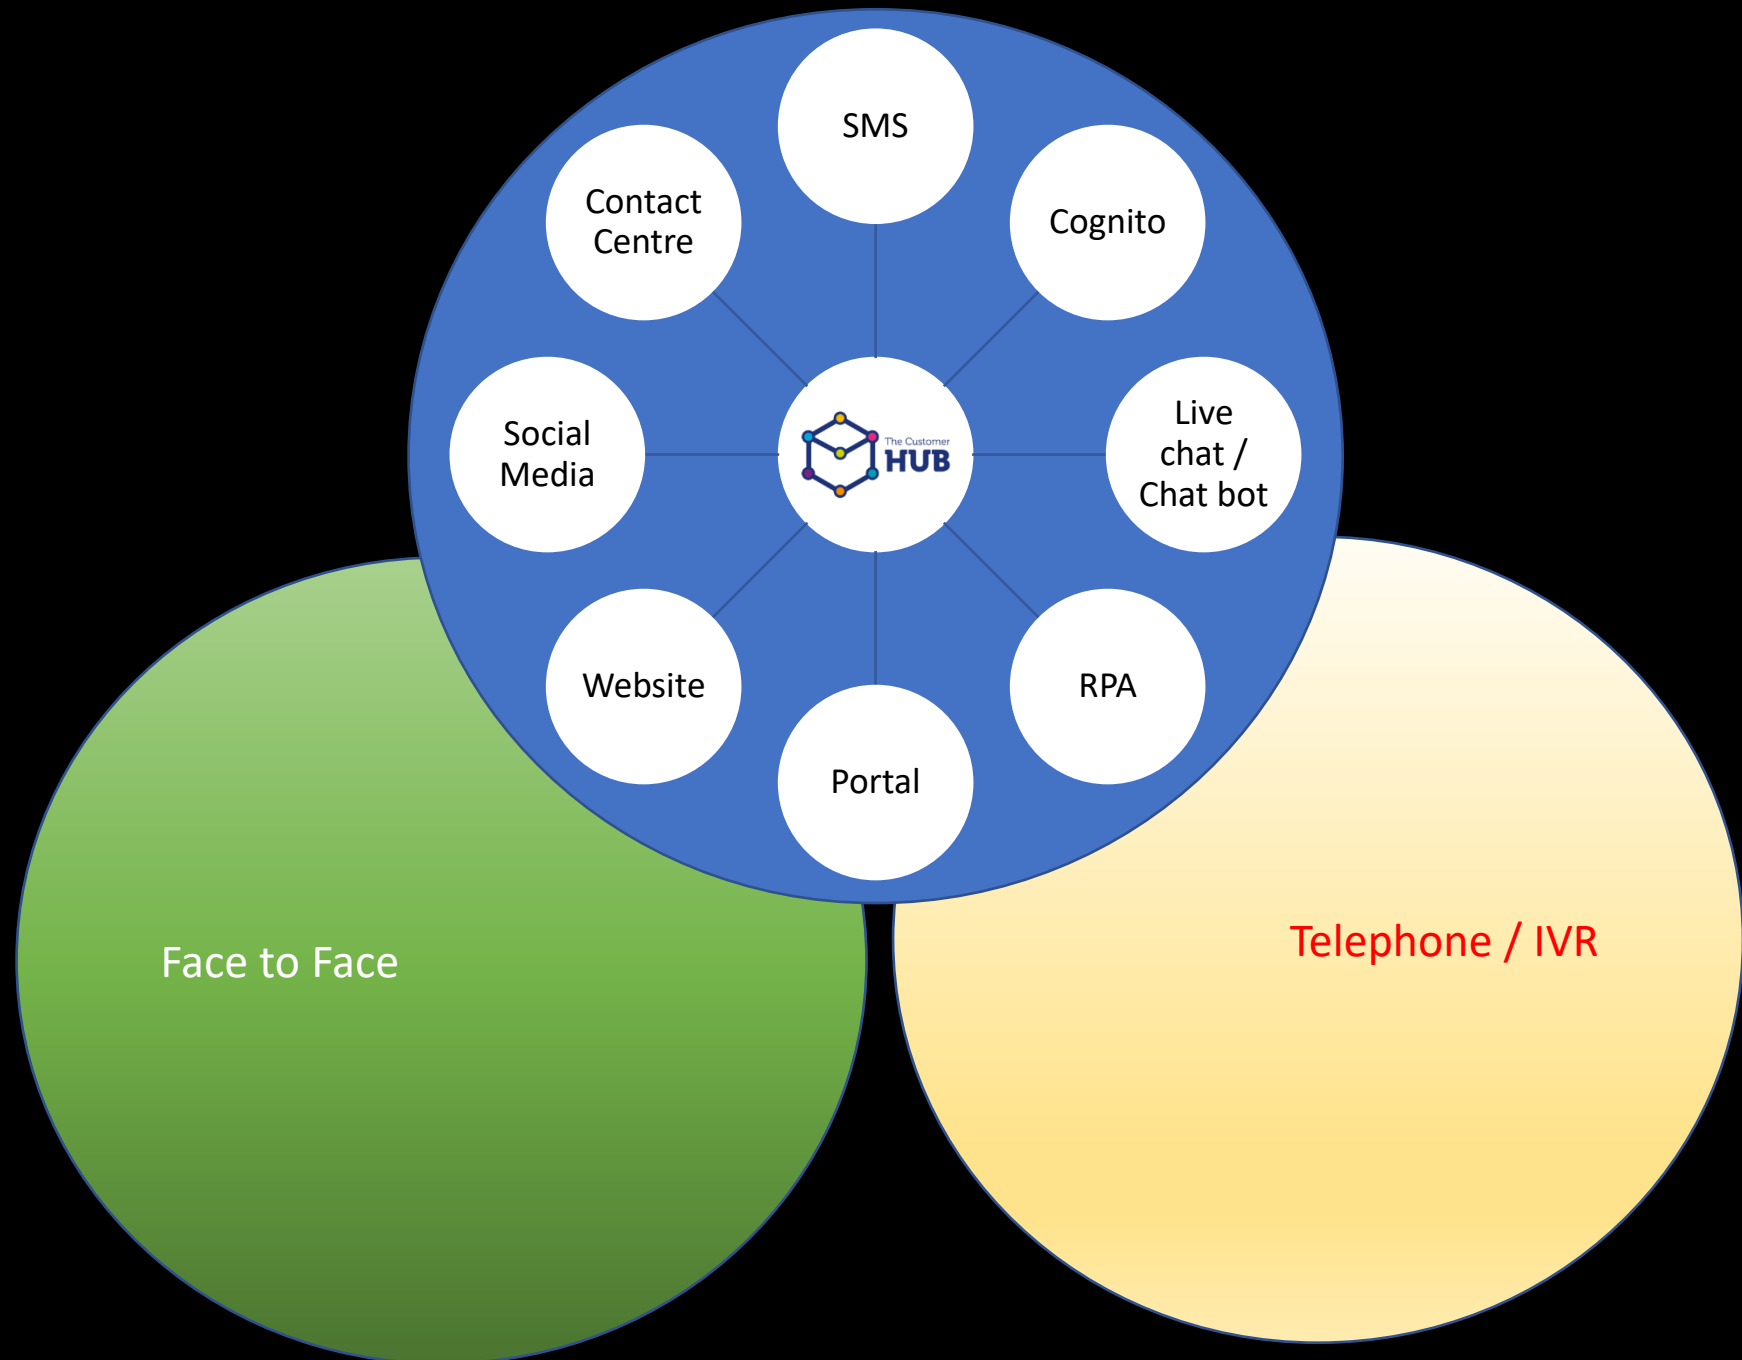 SMS
Contact
Centre
Cognito
Social
Media
The Customer
HUB
Live
chat /
Chat bot
Website
RPA
Portal
Face to Face
Telephone / IVR